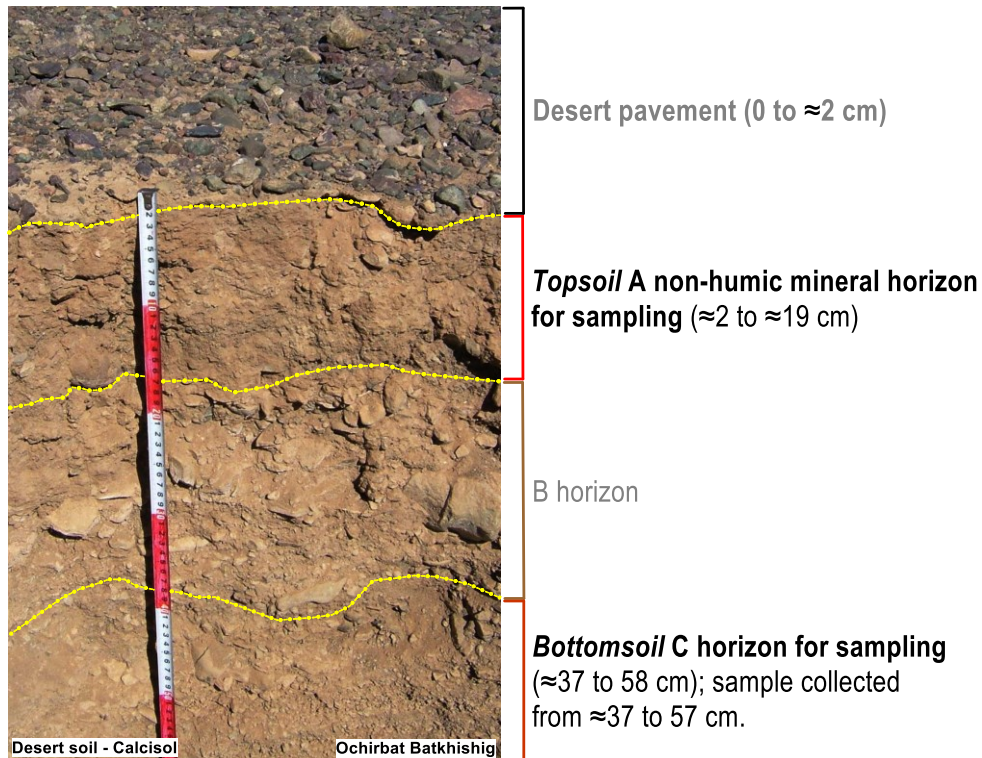 Desert pavement (0 to ≈2 cm)
Topsoil A non-humic mineral horizon
for sampling (≈2 to ≈19 cm)
B horizon
Bottomsoil C horizon for sampling
(≈37 to 58 cm); sample collected
from ≈37 to 57 cm.
Desert soil - Calcisol
Ochirbat Batkhishig